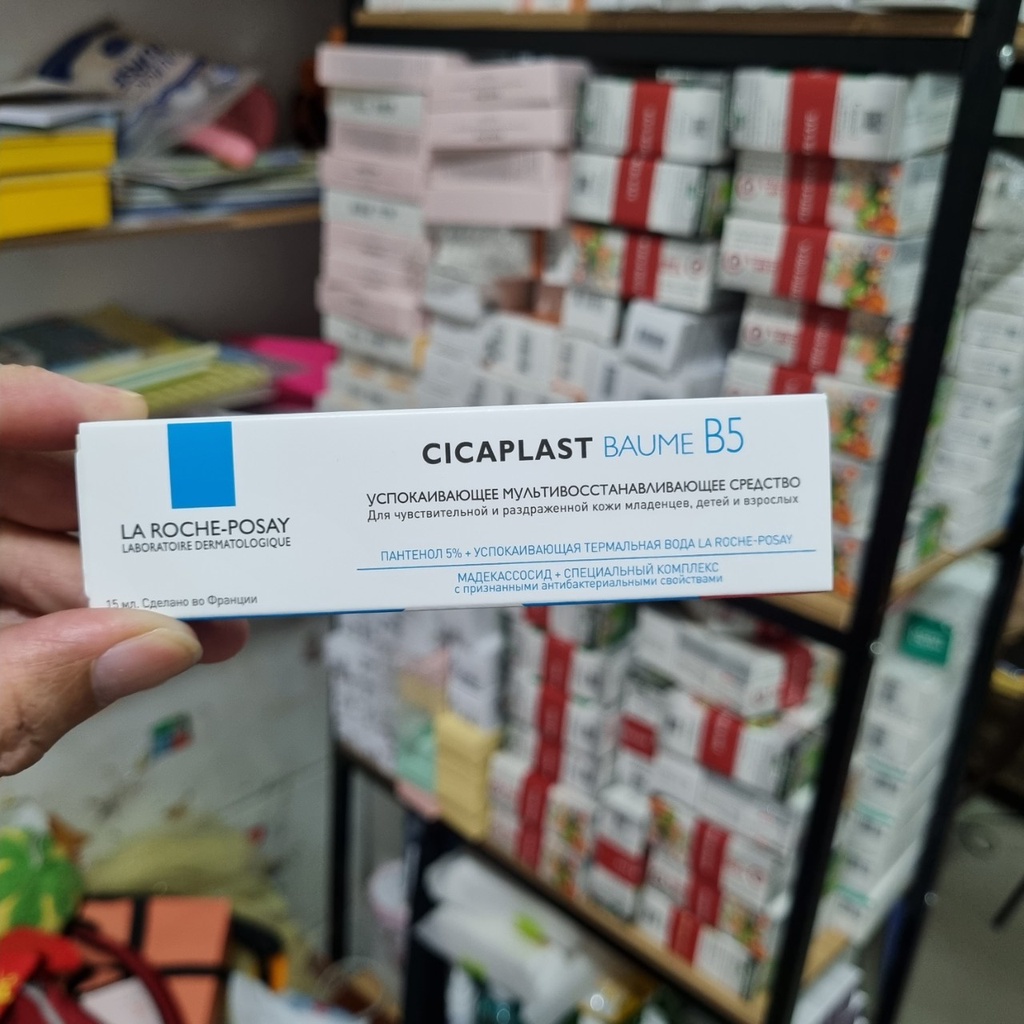 CICAPLAST BAUME B5
УСПОКАИВАЮЩЕЕ МУЛЬТИВОССТАНАВЛИВАЮЩЕЕ СРЕДСТВО
Для чувствительной и раздраженной кожи младенцев, детей и взрослых
LA ROCHE-POSAY
LABORATOIRE DERMATOLOGIQUE
ПАНТЕНОЛ 5% + УСПОКАИВАЮЩАЯ ТЕРМАЛЬНАЯ ВОДА LA ROCHE-POSAY
МАДЕКАССОСИД + СПЕЦИАЛЬНЫЙ КОМПЛЕКС
с признанными антибактериальными свойствами
15 мл. Сделано во Франции